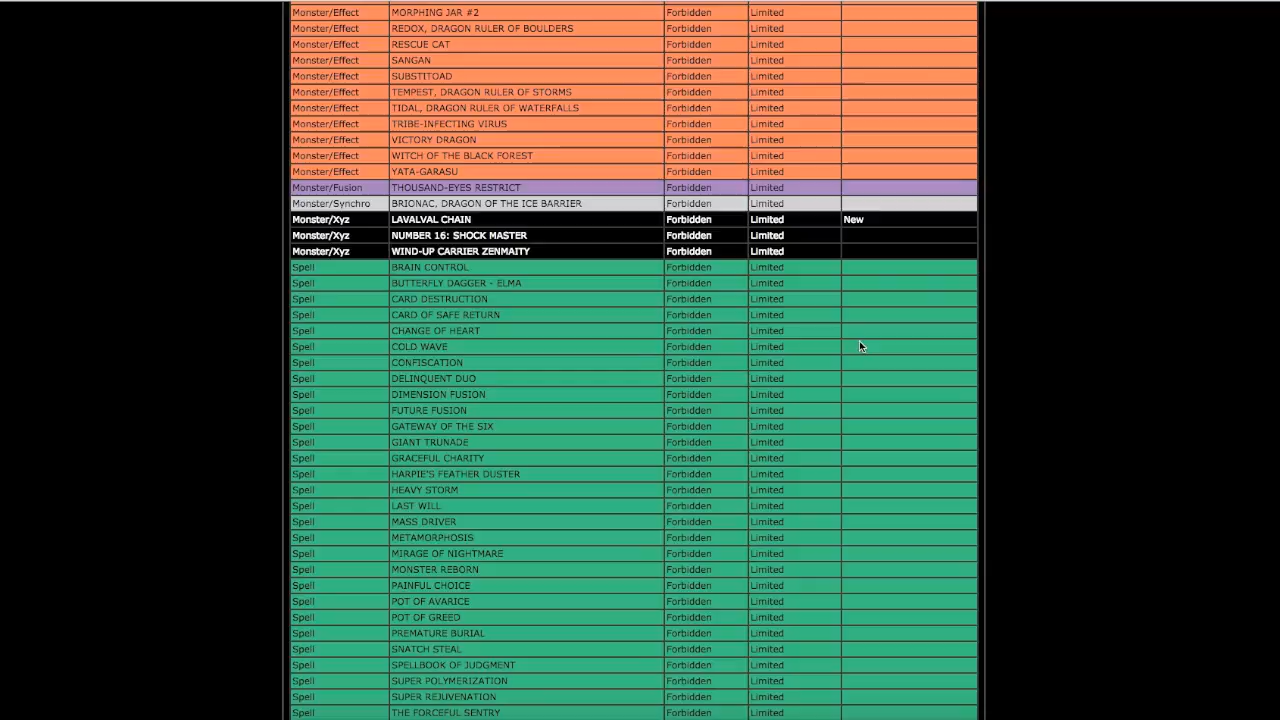 Monster/Effect MORPHING JAR #2 Forbidden Limited
Monster/Effect REDOX, DRAGON RULER OF BOULDERS Forbidden Limited
Monster/Effect RESCUE CAT Forbidden Limited
Monster/Effect SANGAN Forbidden Limited
Monster/Effect SUBSTITOAD Forbidden Limited
Monster/Effect TEMPEST, DRAGON RULER OF STORMS Forbidden Limited
Monster/Effect TIDAL, DRAGON RULER OF WATERFALLS Forbidden Limited
Monster/Effect TRIBE-INFECTING VIRUS Forbidden Limited
Monster/Effect VICTORY DRAGON Forbidden Limited
Monster/Effect WITCH OF THE BLACK FOREST Forbidden Limited
Monster/Effect YATA-GARASU Forbidden Limited
Monster/Fusion THOUSAND-EYES RESTRICT Forbidden Limited
Monster/Synchro BRIONAC, DRAGON OF THE ICE BARRIER Forbidden Limited
Monster/Xyz LAVALVAL CHAIN Forbidden Limited New
Monster/Xyz NUMBER 16: SHOCK MASTER Forbidden Limited
Monster/Xyz WIND-UP CARRIER ZENMAITY Forbidden Limited
Spell BRAIN CONTROL Forbidden Limited
Spell BUTTERFLY DAGGER - ELMA Forbidden Limited
Spell CARD DESTRUCTION Forbidden Limited
Spell CARD OF SAFE RETURN Forbidden Limited
Spell CHANGE OF HEART Forbidden Limited
Spell COLD WAVE Forbidden Limited
Spell CONFISCATION Forbidden Limited
Spell DELINQUENT DUO Forbidden Limited
Spell DIMENSION FUSION Forbidden Limited
Spell FUTURE FUSION Forbidden Limited
Spell GATEWAY OF THE SIX Forbidden Limited
Spell GIANT TRUNADE Forbidden Limited
Spell GRACEFUL CHARITY Forbidden Limited
Spell HARPIE'S FEATHER DUSTER Forbidden Limited
Spell HEAVY STORM Forbidden Limited
Spell LAST WILL Forbidden Limited
Spell MASS DRIVER Forbidden Limited
Spell METAMORPHOSIS Forbidden Limited
Spell MIRAGE OF NIGHTMARE Forbidden Limited
Spell MONSTER REBORN Forbidden Limited
Spell PAINFUL CHOICE Forbidden Limited
Spell POT OF AVARICE Forbidden Limited
Spell POT OF GREED Forbidden Limited
Spell PREMATURE BURIAL Forbidden Limited
Spell SNATCH STEAL Forbidden Limited
Spell SPELLBOOK OF JUDGMENT Forbidden Limited
Spell SUPER POLYMERIZATION Forbidden Limited
Spell SUPER REJUVENATION Forbidden Limited
Spell THE FORCEFUL SENTRY Forbidden Limited